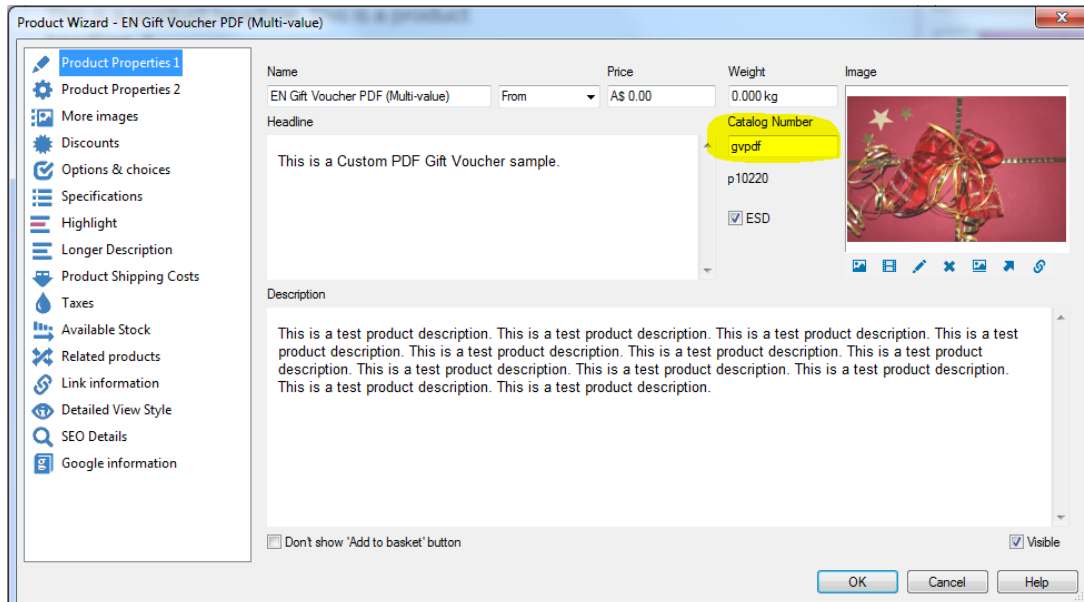 Product Wizard - EN Gift Voucher PDF (Multi-value)
Product Properties 1
Product Properties 2
More images
Discounts
Options & choices
Specifications
Highlight
Longer Description
Product Shipping Costs
Taxes
Available Stock
Related products
Link information
Detailed View Style
SEO Details
Google information
Name Price Weight Image
EN Gift Voucher PDF (Multi-value) From A$ 0.00 0.000 kg
Headline Catalog Number
This is a Custom PDF Gift Voucher sample. gvpdf
p10220
ESD
Description
This is a test product description. This is a test product description. This is a test product description. This is a test
product description. This is a test product description. This is a test product description. This is a test product
description. This is a test product description. This is a test product description. This is a test product description.
This is a test product description. This is a test product description.
Don't show 'Add to basket' button Visible
OK Cancel Help